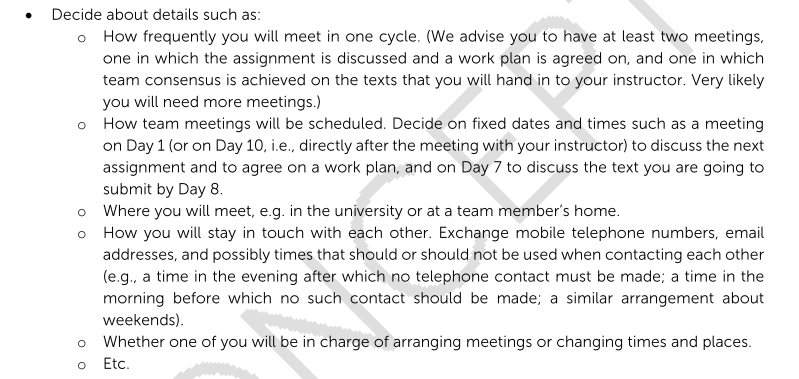 • Decide about details such as:
o How frequently you will meet in one cycle. (We advise you to have at least two meetings,
one in which the assignment is discussed and a work plan is agreed on, and one in which
team consensus is achieved on the texts that you will hand in to your instructor. Very likely
you will need more meetings.)
o How team meetings will be scheduled. Decide on fixed dates and times such as a meeting
on Day 1 (or on Day 10, i.e., directly after the meeting with your instructor) to discuss the next
assignment and to agree on a work plan, and on Day 7 to discuss the text you are going to
submit by Day 8.
o Where you will meet, e.g. in the university or at a team member’s home.
o How you will stay in touch with each other. Exchange mobile telephone numbers, email
addresses, and possibly times that should or should not be used when contacting each other
(e.g., a time in the evening after which no telephone contact must be made; a time in the
morning before which no such contact should be made; a similar arrangement about
weekends).
o Whether one of you will be in charge of arranging meetings or changing times and places.
o Etc.